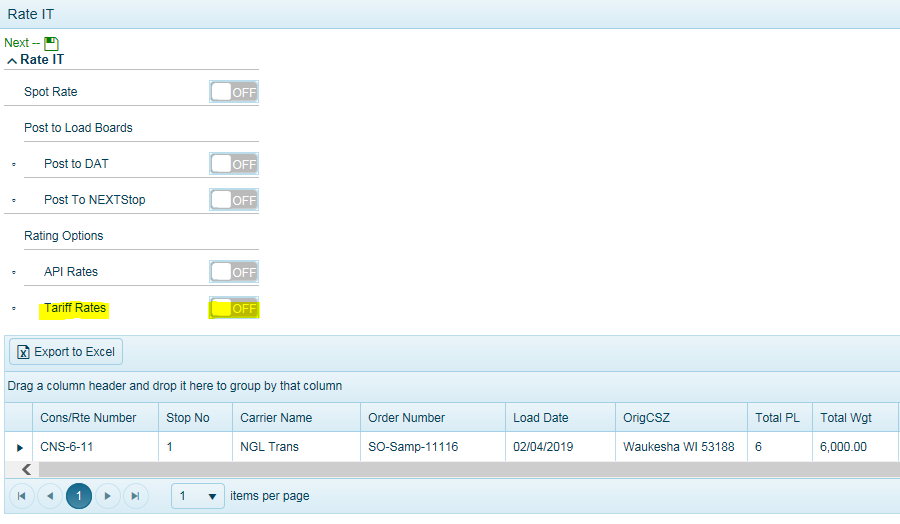 Rate IT
Next --
Rate IT
Spot Rate OFF
Post to Load Boards
Post to DAT OFF
Post To NEXTStop OFF
Rating Options
API Rates OFF
Tariff Rates OFF
Export to Excel
Drag a column header and drop it here to group by that column
Cons/Rte Number Stop No Carrier Name Order Number Load Date OrigCSZ Total PL Total Wgt
CNS-6-11 1 NGL Trans SO-Samp-11116 02/04/2019 Waukesha WI 53188 6 6,000.00
1 1 items per page